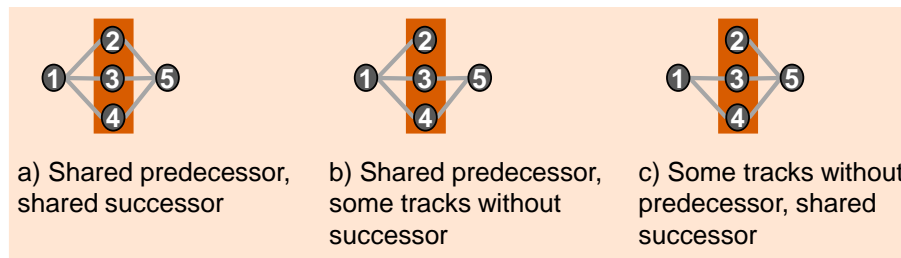 2
1 3 5
4
a) Shared predecessor,
shared successor
2
1 3 5
4
b) Shared predecessor,
some tracks without
successor
2
1 3 5
4
c) Some tracks without
predecessor, shared
successor